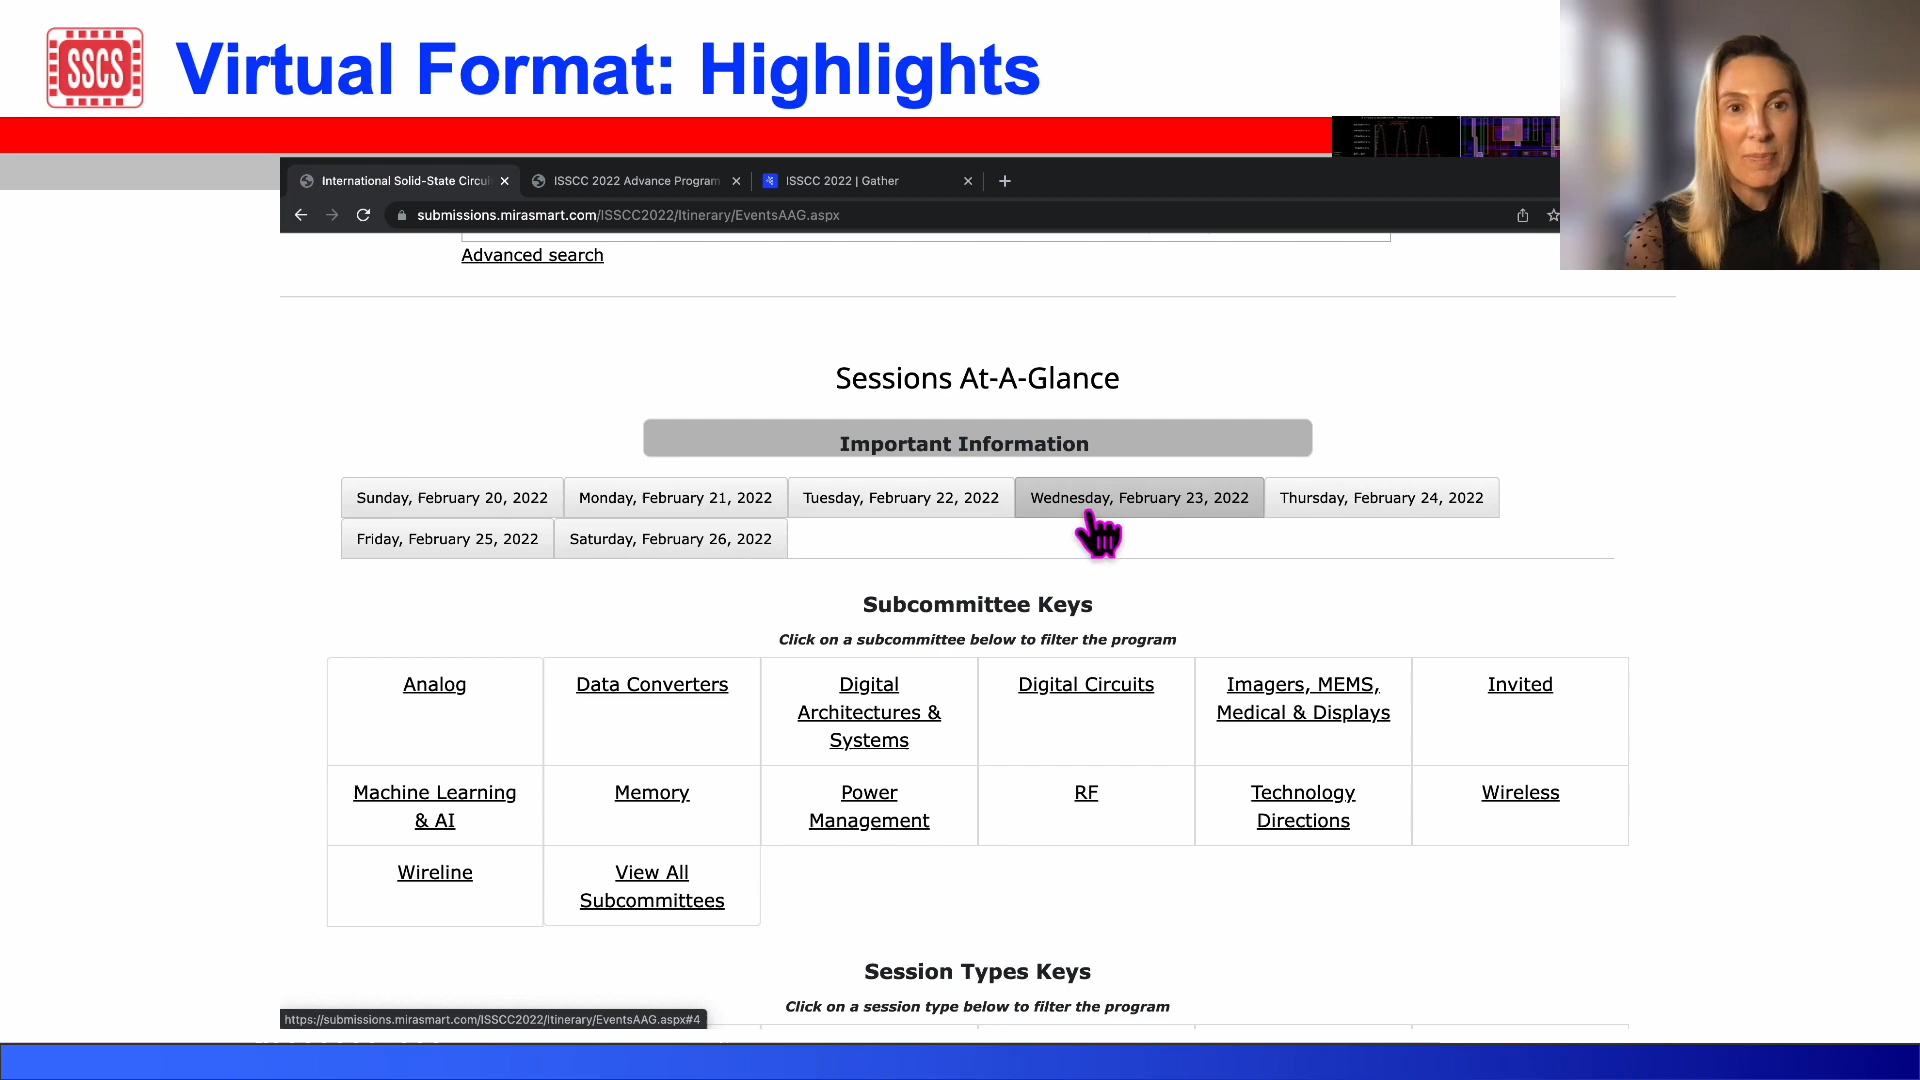 SSCS
Virtual Format: Highlights
International Solid-State Circui
ISSCC 2022 Advance Program
ISSCC 2022 | Gather
submissions.mirasmart.com/ISSCC2022/Itinerary/EventsAAG.aspx
Advanced search
Sessions At-A-Glance
Important Information
Sunday, February 20, 2022
Monday, February 21, 2022
Tuesday, February 22, 2022
Wednesday, February 23, 2022
Thursday, February 24, 2022
Friday, February 25, 2022
Saturday, February 26, 2022
Subcommittee Keys
Click on a subcommittee below to filter the program
Analog
Data Converters
Digital
Architectures &
Systems
Digital Circuits
Imagers, MEMS,
Medical & Displays
Invited
Machine Learning
& AI
Memory
Power
Management
RF
Technology
Directions
Wireless
Wireline
View All
Subcommittees
Session Types Keys
Click on a session type below to filter the program
https://submissions.mirasmart.com/ISSCC2022/Itinerary/EventsAAG.aspx#4